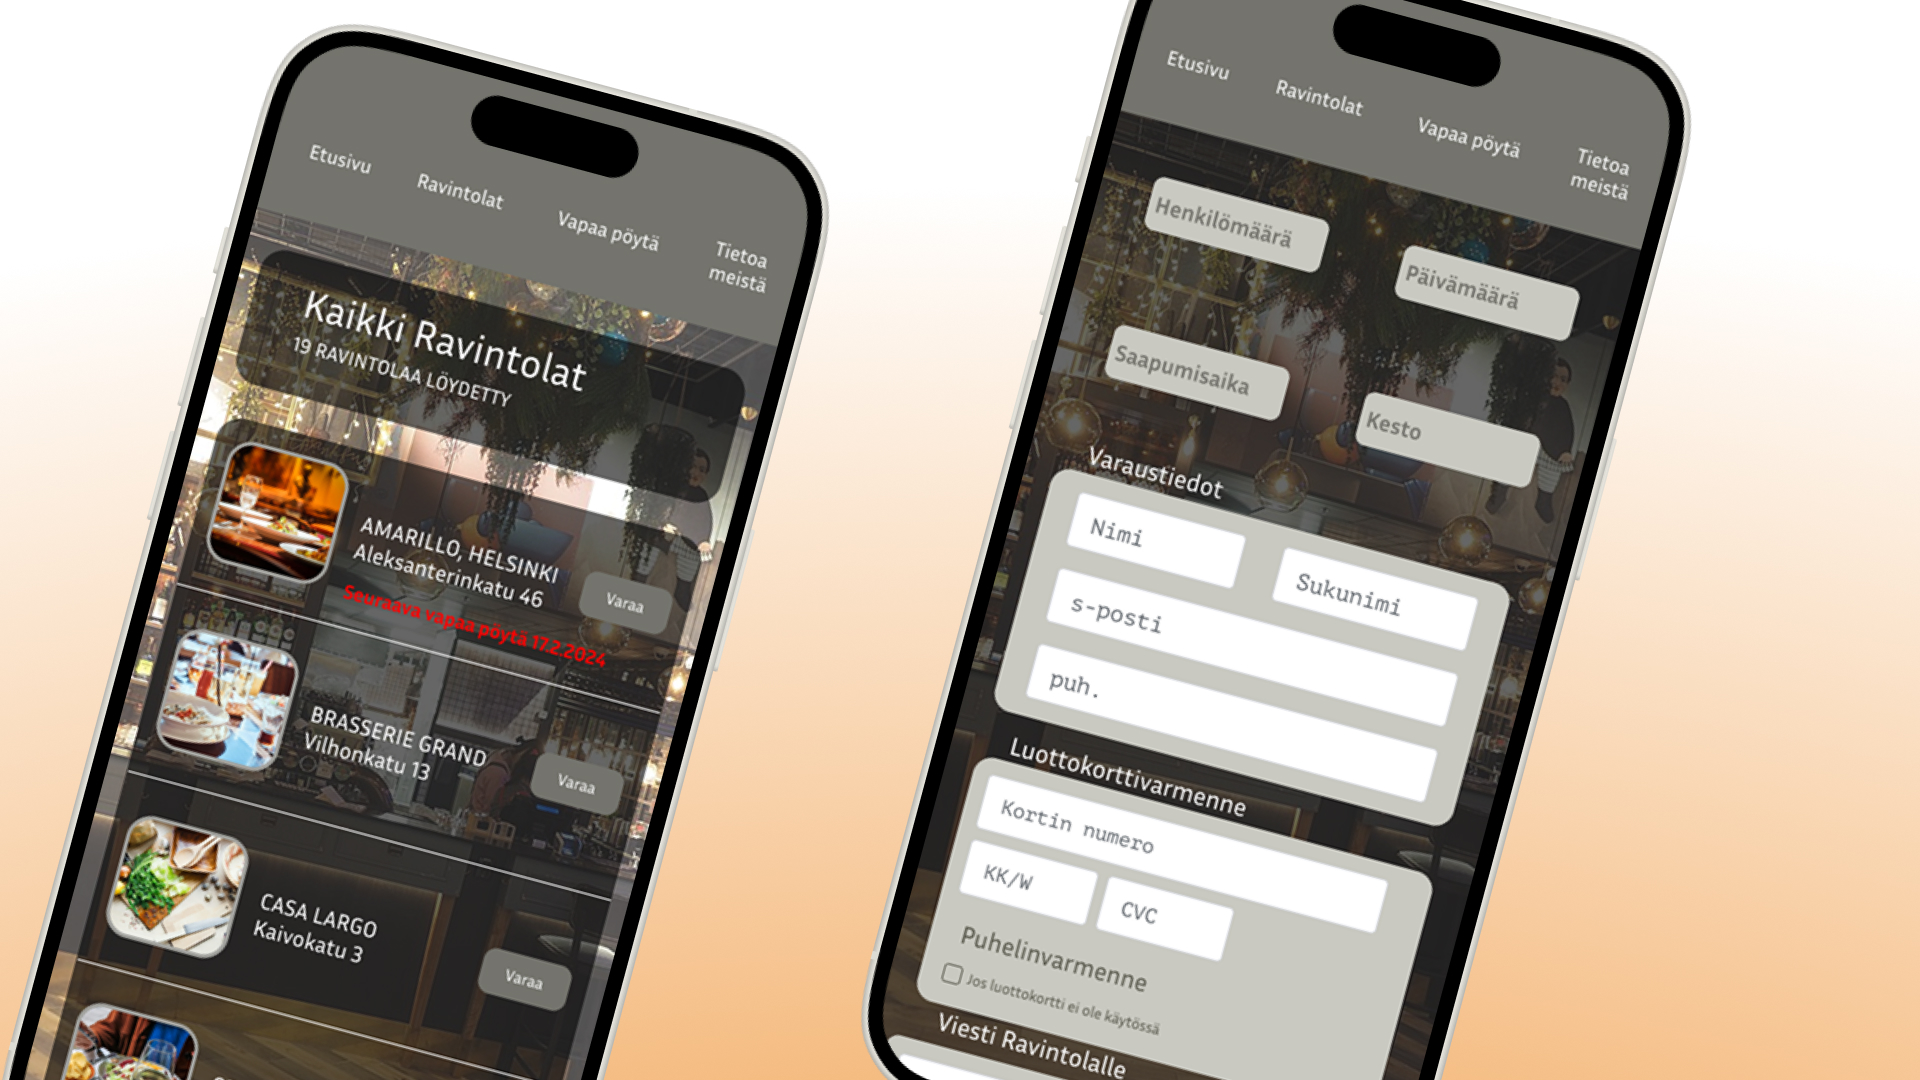 Etusivu
Ravintolat
Vapaa pöytä
Tietoa
meistä
Kaikki Ravintolat
19 RAVINTOLAA LÖYDETTY
AMARILLO, HELSINKI
Aleksanterinkatu 46
Seuraava vapaa pöytä 17.2.2024
Varaa
BRASSERIE GRAND
Vilhonkatu 13
Varaa
CASA LARGO
Kaivokatu 3
Varaa
Etusivu
Ravintolat
Vapaa pöytä
Tietoa
meistä
Henkilömäärä
Päivämäärä
Saapumisaika
Kesto
Varaustiedot
Nimi
Sukunimi
s-posti
puh.
Luottokorttivarmenne
Kortin numero
KK/W
CVC
Puhelinvarmenne
Jos luottokortti ei ole käytössä
Viesti Ravintolalle